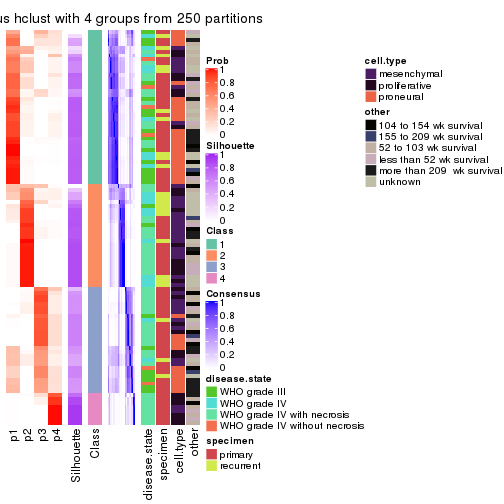 us hclust with 4 groups from 250 partitions
Prob
1
0.8
0.6
0.4
0.2
0
Silhouette
1
0.8
0.6
0.4
0.2
0
Class
1
2
3
4
Consensus
1
0.8
0.6
0.4
0.2
0
disease.state
WHO grade III
WHO grade IV
WHO grade IV with necrosis
WHO grade IV without necrosis
specimen
primary
recurrent
cell.type
mesenchymal
proliferative
proneural
other
104 to 154 wk survival
155 to 209 wk survival
52 to 103 wk survival
less than 52 wk survival
more than 209 wk survival
unknown
p1
p2
p3
p4
Silhouette
Class
disease.state
specimen
cell.type
other